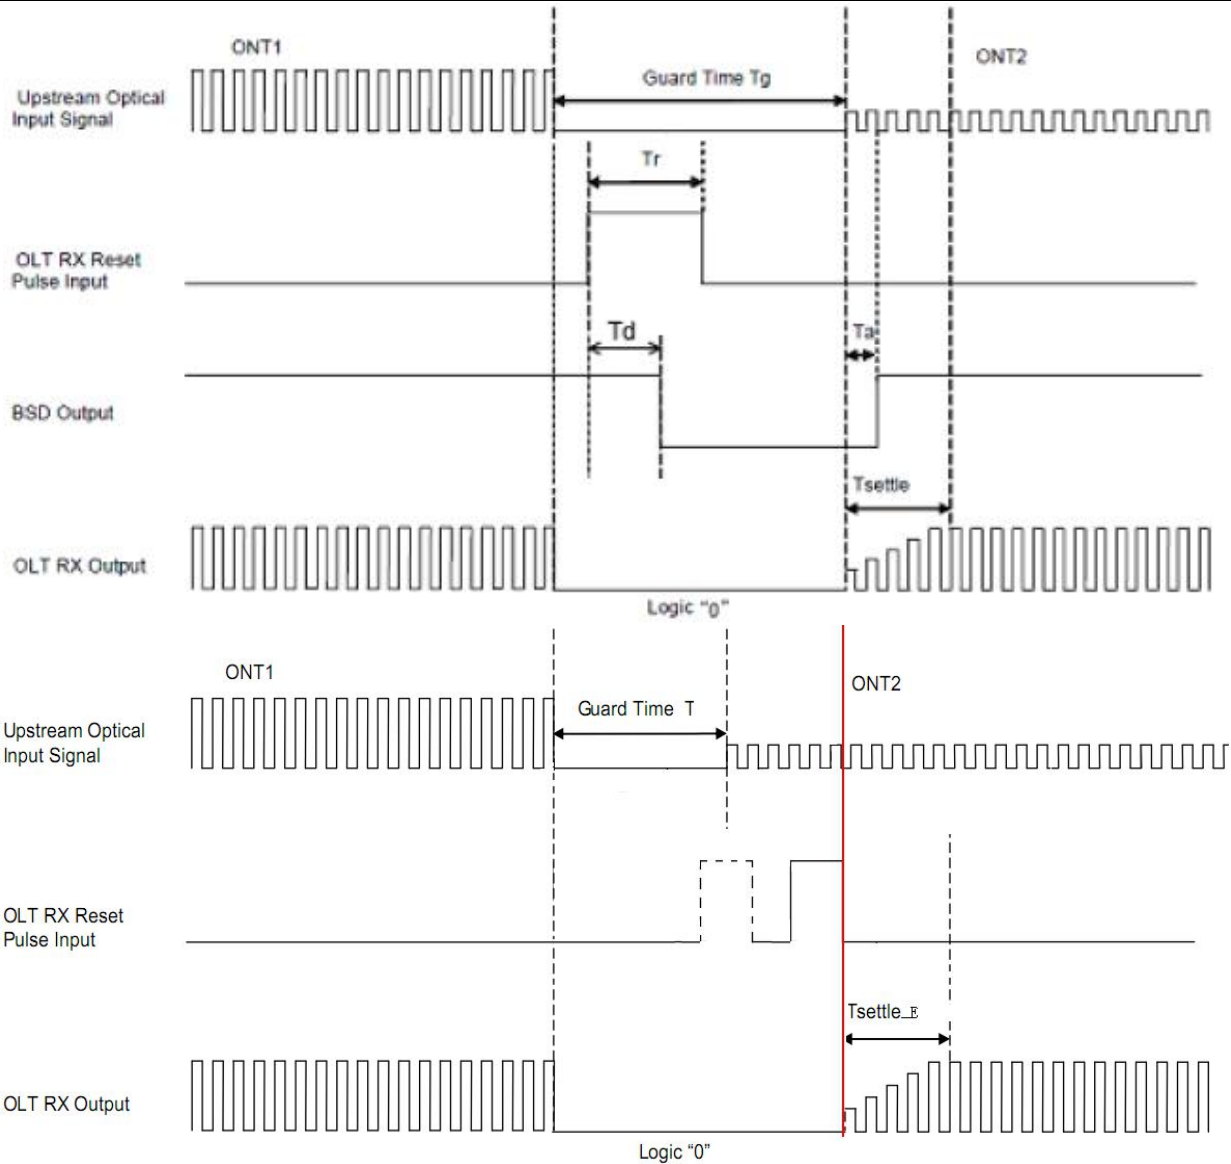 ONT1
ONT2
Guard Time Tg
Upstream Optical
Input Signal
Tr
OLT RX Reset
Pulse Input
Td
Ta
BSD Output
Tsettle
OLT RX Output
Logic "0"
ONT1
ONT2
Guard Time T
Upstream Optical
Input Signal
OLT RX Reset
Pulse Input
Tsettle_E
OLT RX Output
Logic “0”